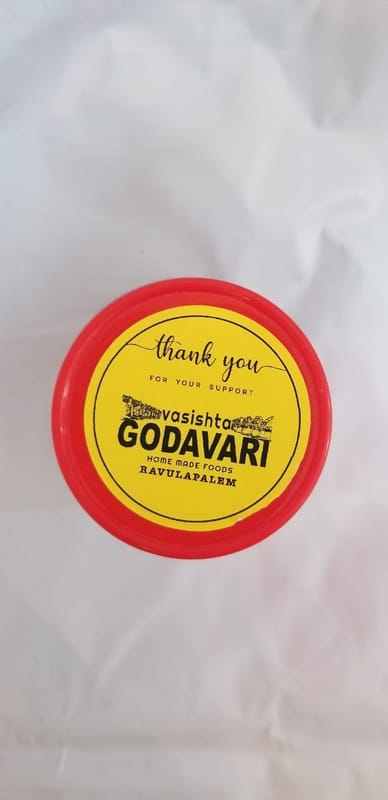 thank you
FOR YOUR SUPPORT
vasishta
GODAVARI
HOME MADE FOODS
RAVULAPALEM